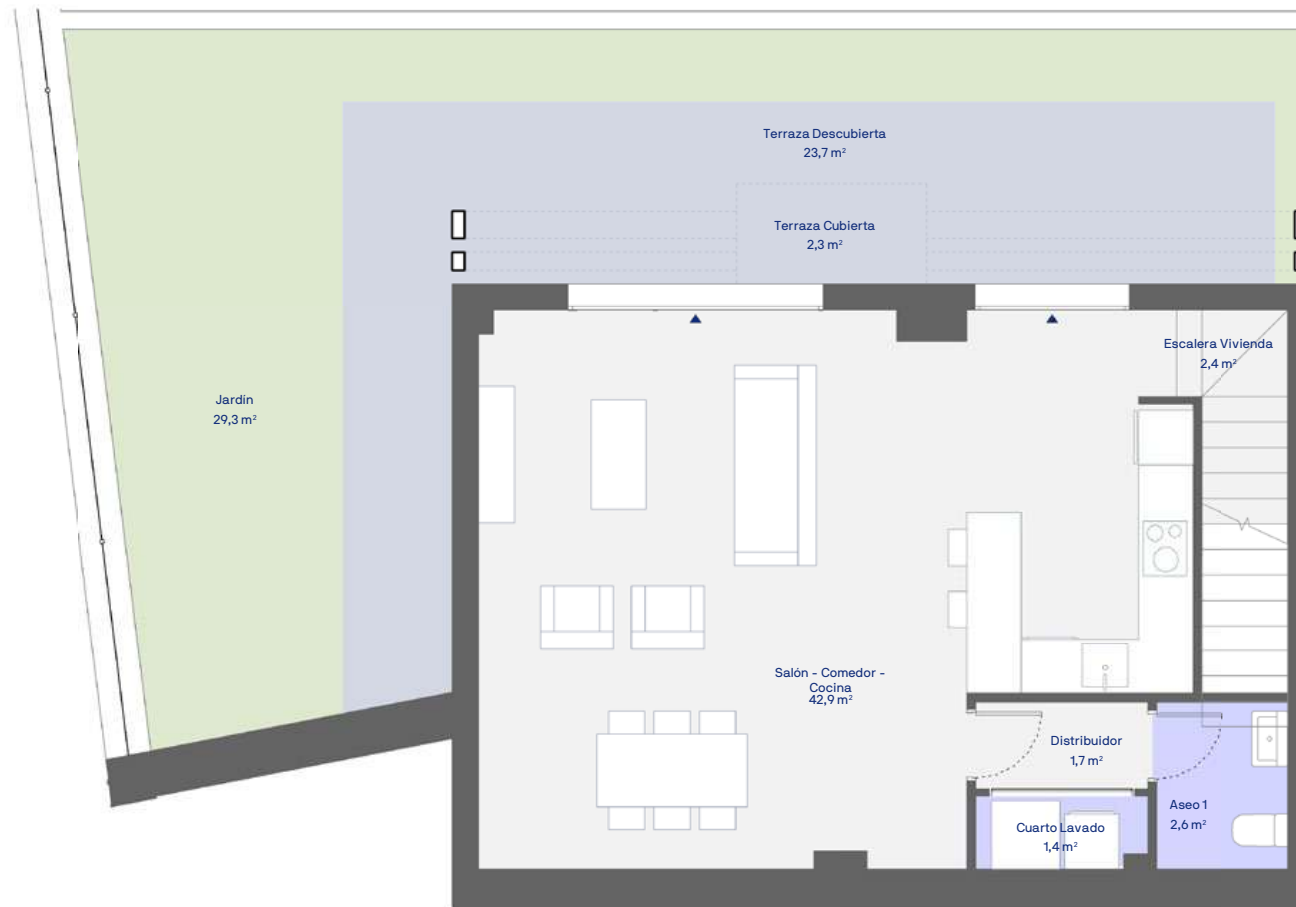 Terraza Descubierta
23,7 m²
Terraza Cubierta
2,3 m²
Escalera Vivienda
2,4 m²
Jardin
29,3 m²
Salón - Comedor -
Cocina
42,9 m²
Distribuidor
1,7 m²
Aseo 1
2,6 m²
Cuarto Lavado
1,4 m²